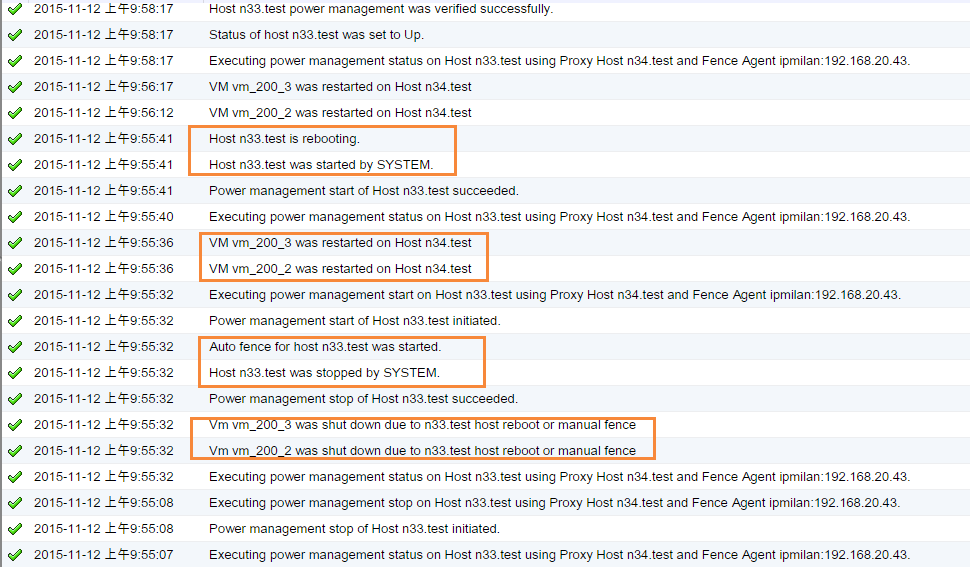 2015-11-12 上午9:58:17 Host n33.test power management was verified successfully.
2015-11-12 上午9:58:17 Status of host n33.test was set to Up.
2015-11-12 上午9:58:17 Executing power management status on Host n33.test using Proxy Host n34.test and Fence Agent ipmilan:192.168.20.43.
2015-11-12 上午9:56:17 VM vm_200_3 was restarted on Host n34.test
2015-11-12 上午9:56:12 VM vm_200_2 was restarted on Host n34.test
2015-11-12 上午9:55:41 Host n33.test is rebooting.
2015-11-12 上午9:55:41 Host n33.test was started by SYSTEM.
2015-11-12 上午9:55:41 Power management start of Host n33.test succeeded.
2015-11-12 上午9:55:40 Executing power management status on Host n33.test using Proxy Host n34.test and Fence Agent ipmilan:192.168.20.43.
2015-11-12 上午9:55:36 VM vm_200_3 was restarted on Host n34.test
2015-11-12 上午9:55:36 VM vm_200_2 was restarted on Host n34.test
2015-11-12 上午9:55:32 Executing power management start on Host n33.test using Proxy Host n34.test and Fence Agent ipmilan:192.168.20.43.
2015-11-12 上午9:55:32 Power management start of Host n33.test initiated.
2015-11-12 上午9:55:32 Auto fence for host n33.test was started.
2015-11-12 上午9:55:32 Host n33.test was stopped by SYSTEM.
2015-11-12 上午9:55:32 Power management stop of Host n33.test succeeded.
2015-11-12 上午9:55:32 Vm vm_200_3 was shut down due to n33.test host reboot or manual fence
2015-11-12 上午9:55:32 Vm vm_200_2 was shut down due to n33.test host reboot or manual fence
2015-11-12 上午9:55:32 Executing power management status on Host n33.test using Proxy Host n34.test and Fence Agent ipmilan:192.168.20.43.
2015-11-12 上午9:55:08 Executing power management stop on Host n33.test using Proxy Host n34.test and Fence Agent ipmilan:192.168.20.43.
2015-11-12 上午9:55:08 Power management stop of Host n33.test initiated.
2015-11-12 上午9:55:07 Executing power management status on Host n33.test using Proxy Host n34.test and Fence Agent ipmilan:192.168.20.43.